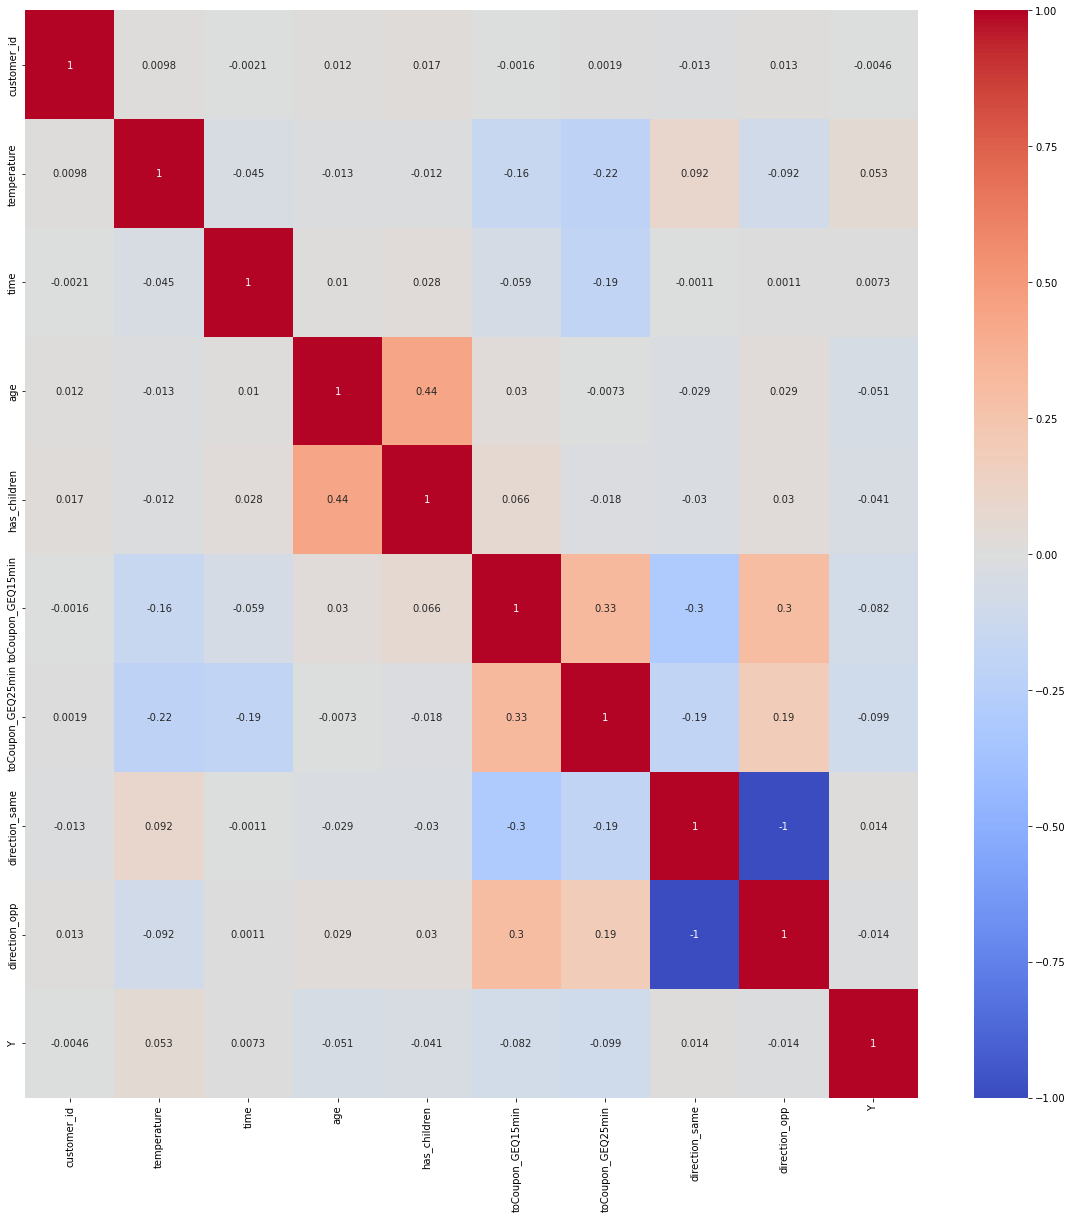 customer_id 1 0.0098 -0.0021 0.012 0.017 -0.0016 0.0019 -0.013 0.013 -0.0046
temperature 0.0098 1 -0.045 -0.013 -0.012 -0.16 -0.22 0.092 -0.092 0.053
time -0.0021 -0.045 1 0.01 0.028 -0.059 -0.19 -0.0011 0.0011 0.0073
age 0.012 -0.013 0.01 1 0.44 0.03 -0.0073 -0.029 0.029 -0.051
has_children 0.017 -0.012 0.028 0.44 1 0.066 -0.018 -0.03 0.03 -0.041
toCoupon_GEQ15min -0.0016 -0.16 -0.059 0.03 0.066 1 0.33 -0.3 0.3 -0.082
toCoupon_GEQ25min 0.0019 -0.22 -0.19 -0.0073 -0.018 0.33 1 -0.19 0.19 -0.099
direction_same -0.013 0.092 -0.0011 -0.029 -0.03 -0.3 -0.19 1 -1 0.014
direction_opp 0.013 -0.092 0.0011 0.029 0.03 0.3 0.19 -1 1 -0.014
Y -0.0046 0.053 0.0073 -0.051 -0.041 -0.082 -0.099 0.014 -0.014 1
customer_id temperature time age has_children toCoupon_GEQ15min toCoupon_GEQ25min direction_same direction_opp Y
1.00
0.75
0.50
0.25
0.00
−0.25
−0.50
−0.75
−1.00